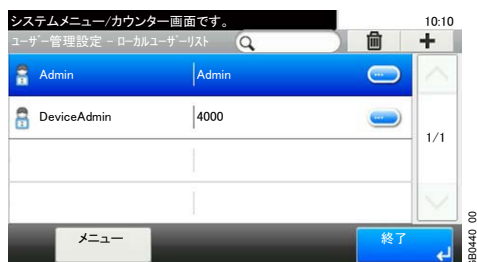 システムメニュー/カウンター画面です。
10:10
ユーザー管理設定 - ローカルユーザーリスト
Admin Admin
DeviceAdmin 4000
1/1
メニュー
終了